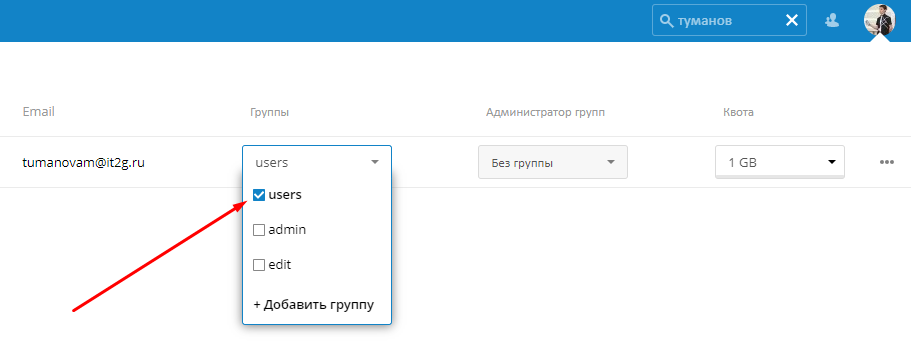 туманов
Email Группы Администратор групп Квота
tumanovam@it2g.ru users Без группы 1 GB
users
admin
edit
+ Добавить группу